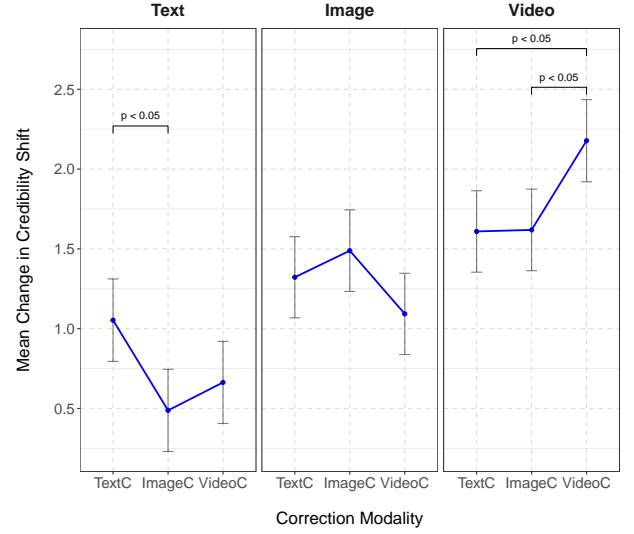 Text Image Video
Mean Change in Credibility Shift
2.5
2.0
1.5
1.0
0.5
p < 0.05
p < 0.05
p < 0.05
TextC ImageC VideoC TextC ImageC VideoC TextC ImageC VideoC
Correction Modality